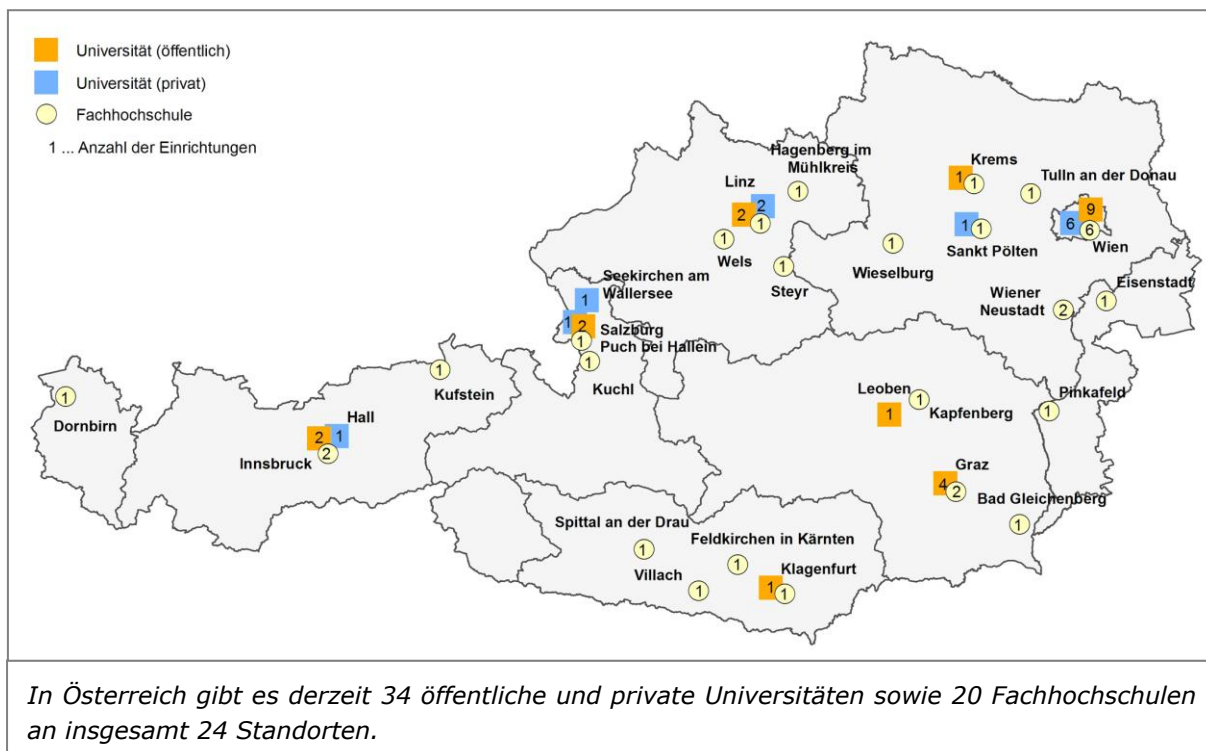 Universität (öffentlich)
Universität (privat)
Fachhochschule
1 ... Anzahl der Einrichtungen
Hagenberg im
Mühlkreis
1
Linz
2
2
1
1
Wels
1
Steyr
Krems
1
1
Tulln an der Donau
1
9
6
6
Wien
1
1
Sankt Pölten
1
Wieselburg
Wiener
Neustadt
2
Eisenstadt
1
Seekirchen am
Wallersee
1
1
2
Salzburg
1
Puch bei Hallein
1
Kuchl
1
Kufstein
1
Dornbirn
Hall
2
1
Innsbruck
2
Leoben
1
1
Kapfenberg
Pinkafeld
1
Graz
4
2
Bad Gleichenberg
1
Spittal an der Drau
1
Feldkirchen in Kärnten
1
Villach
1
Klagenfurt
1
1
In Österreich gibt es derzeit 34 öffentliche und private Universitäten sowie 20 Fachhochschulen
an insgesamt 24 Standorten.